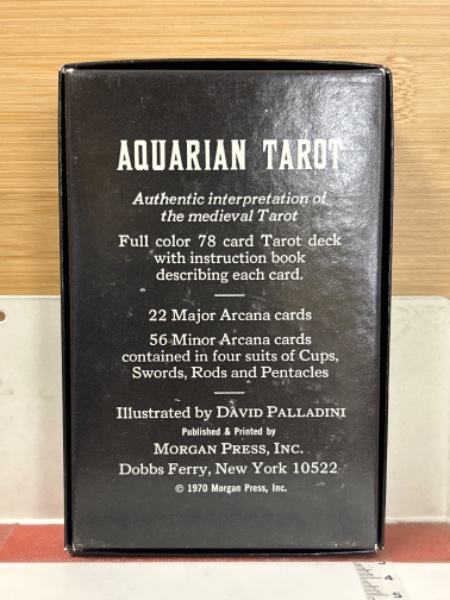 AQUARIAN TAROT
Authentic interpretation of
the medieval Tarot
Full color 78 card Tarot deck
with instruction book
describing each card.
22 Major Arcana cards
56 Minor Arcana cards
contained in four suits of Cups,
Swords, Rods and Pentacles
Illustrated by DAVID PALLADINI
Published & Printed by
MORGAN PRESS, INC.
Dobbs Ferry, New York 10522
© 1970 Morgan Press, Inc.
4
5